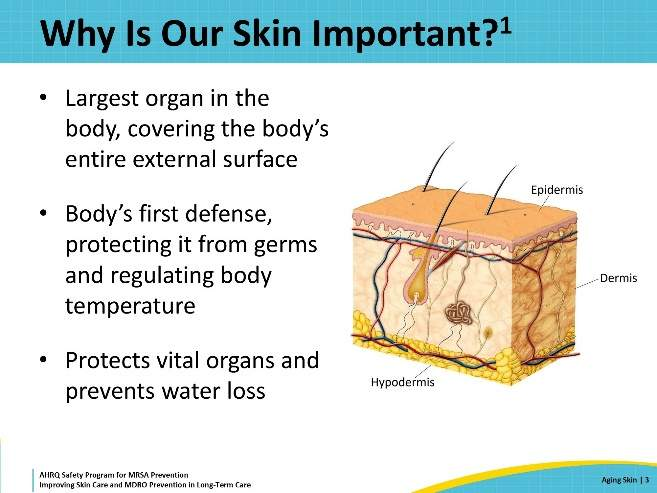 Why Is Our Skin Important?1
• Largest organ in the
body, covering the body’s
entire external surface
• Body’s first defense,
protecting it from germs
and regulating body
temperature
• Protects vital organs and
prevents water loss
Epidermis
Dermis
Hypodermis
AHRQ Safety Program for MRSA Prevention
Improving Skin Care and MDRO Prevention in Long-Term Care
Aging Skin | 3